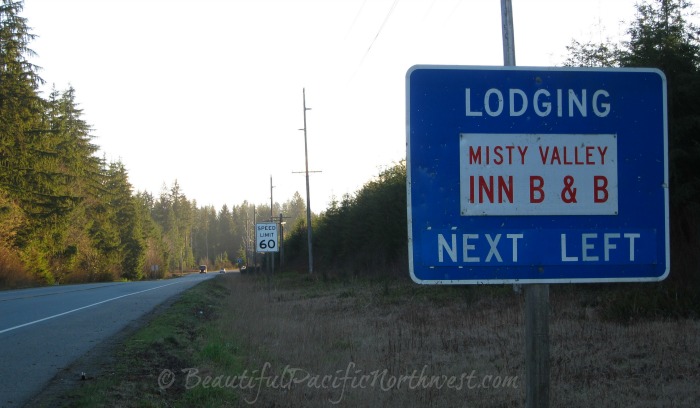 LODGING
MISTY VALLEY
INN B & B
NEXT LEFT
SPEED
LIMIT
60
© BeautifulPacificNorthwest.com